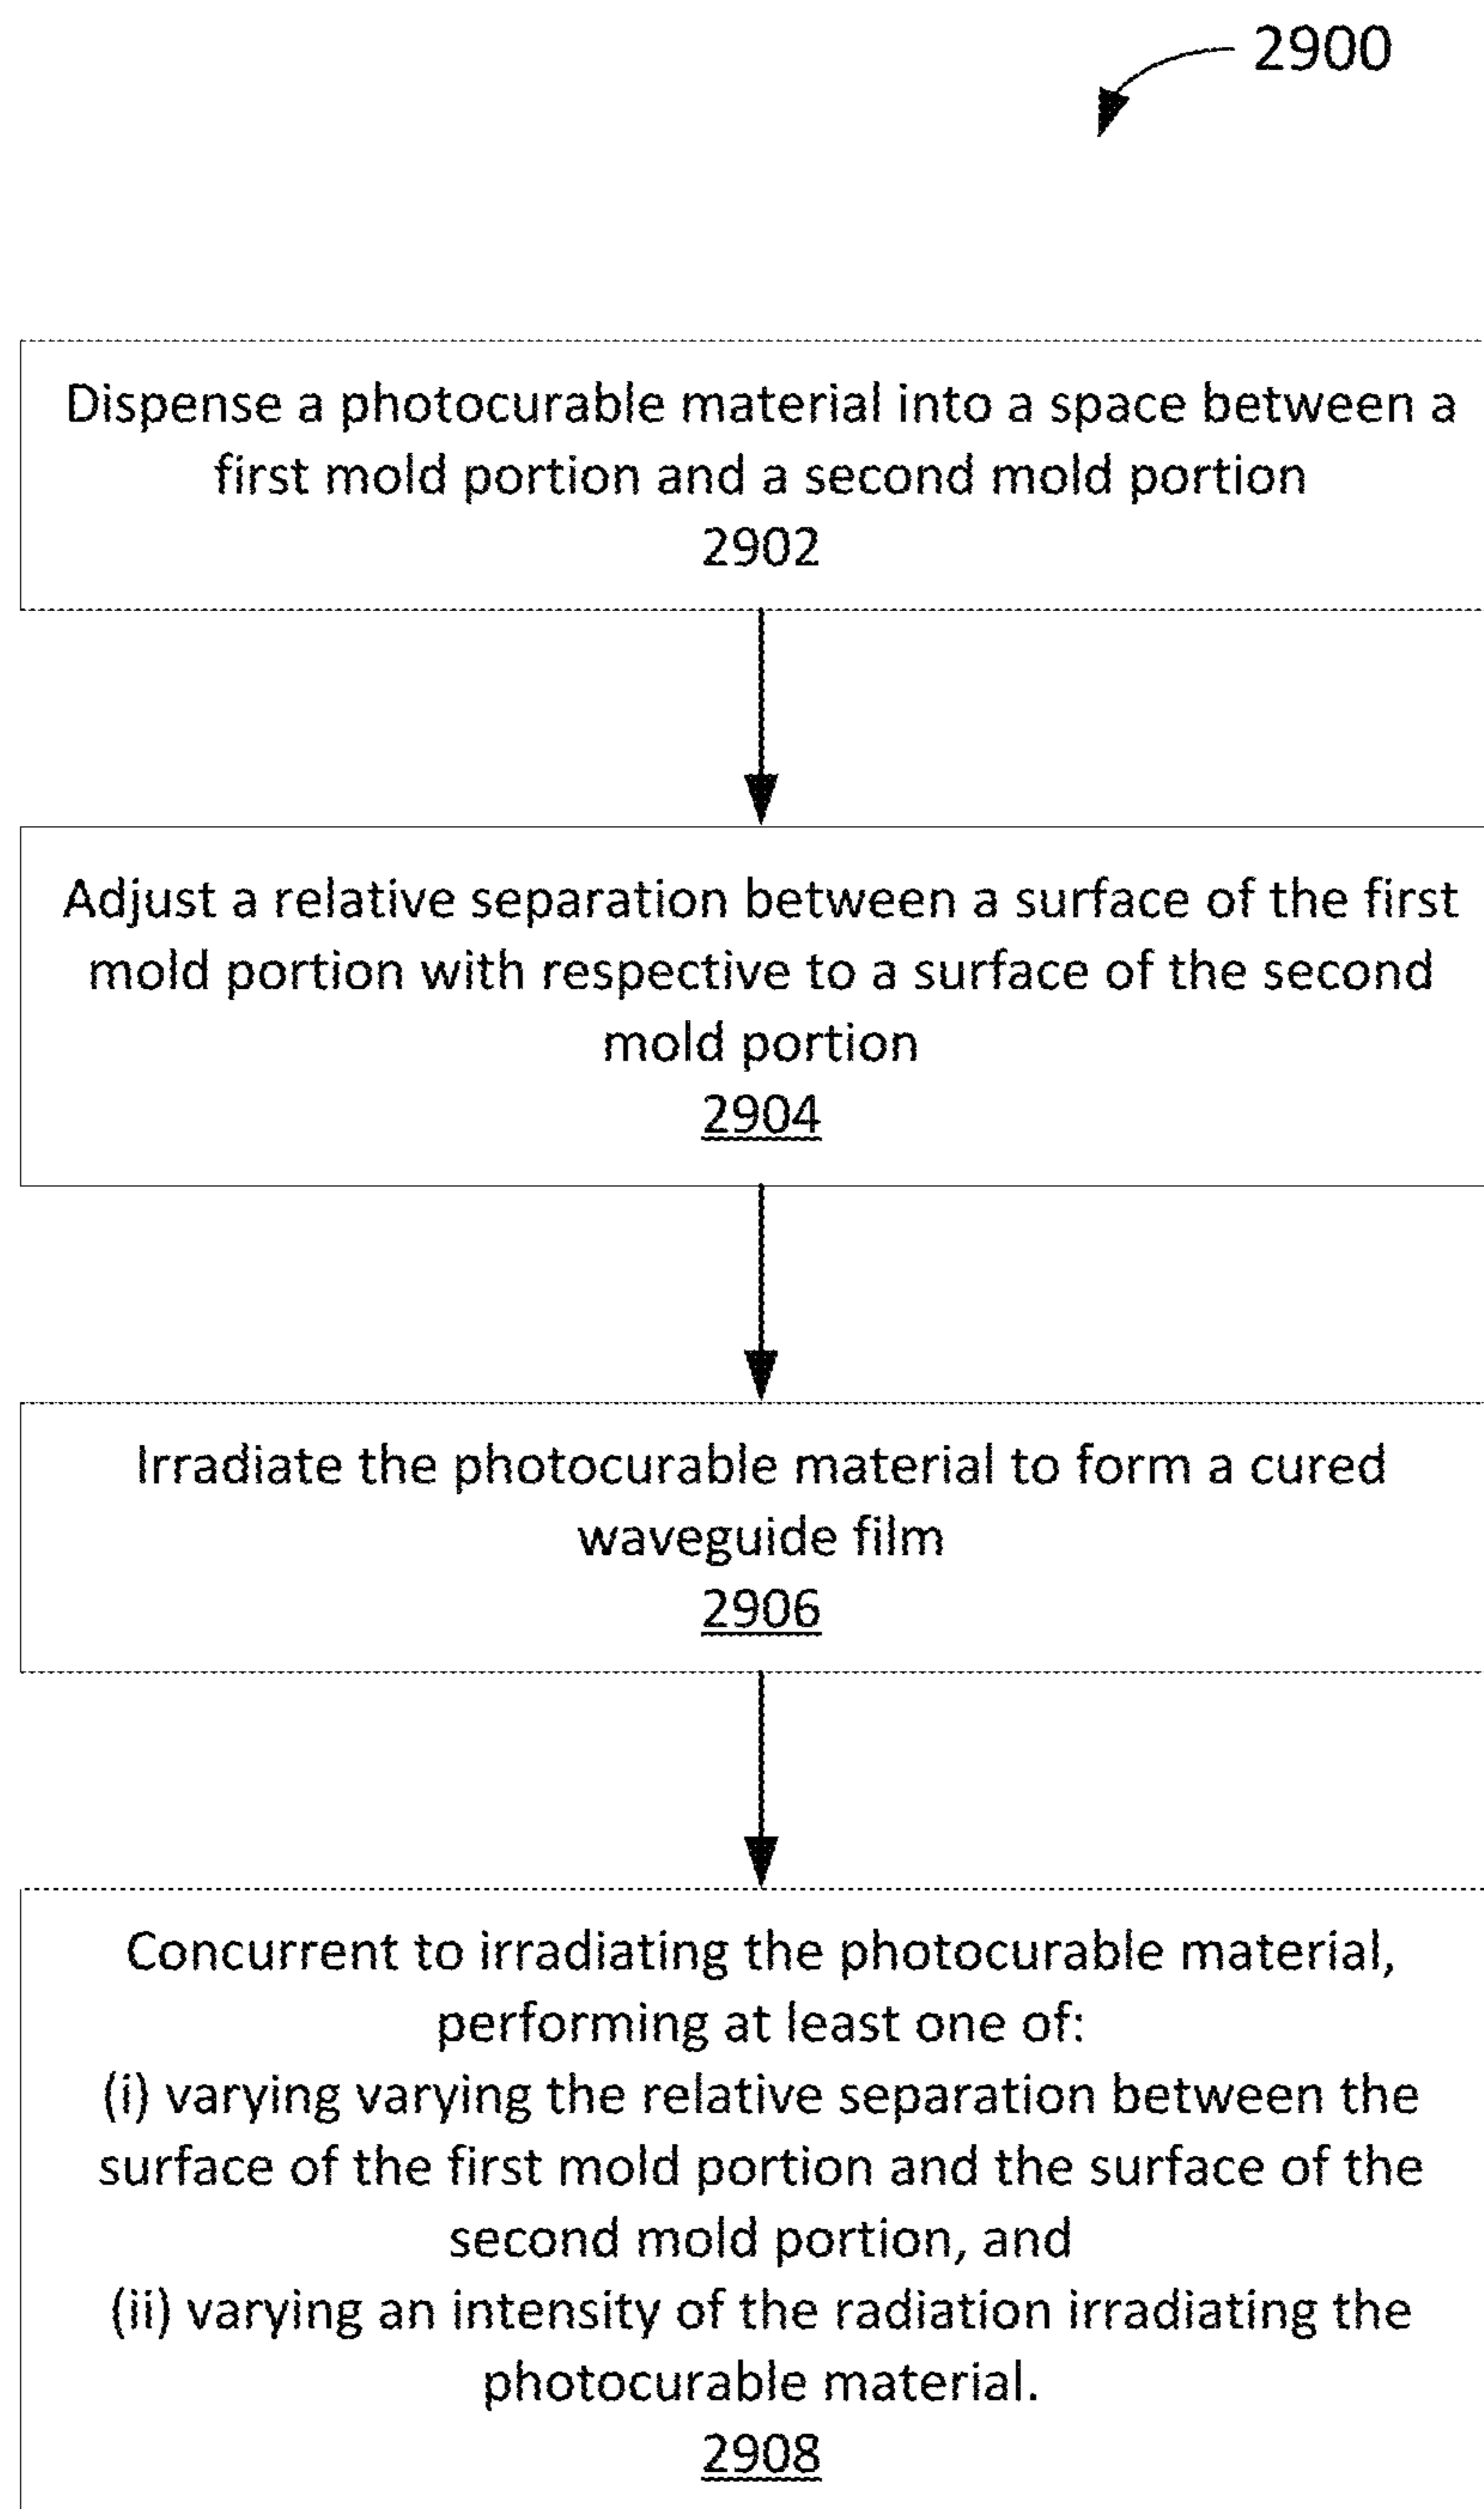 2900
Dispense a photocurable material into a space between a
first mold portion and a second mold portion
2902
Adjust a relative separation between a surface of the first
mold portion with respective to a surface of the second
mold portion
2904
Irradiate the photocurable material to form a cured
waveguide film
2906
Concurrent to irradiating the photocurable material,
performing at least one of:
(i) varying varying the relative separation between the
surface of the first mold portion and the surface of the
second mold portion, and
(ii) varying an intensity of the radiation irradiating the
photocurable material.
2908